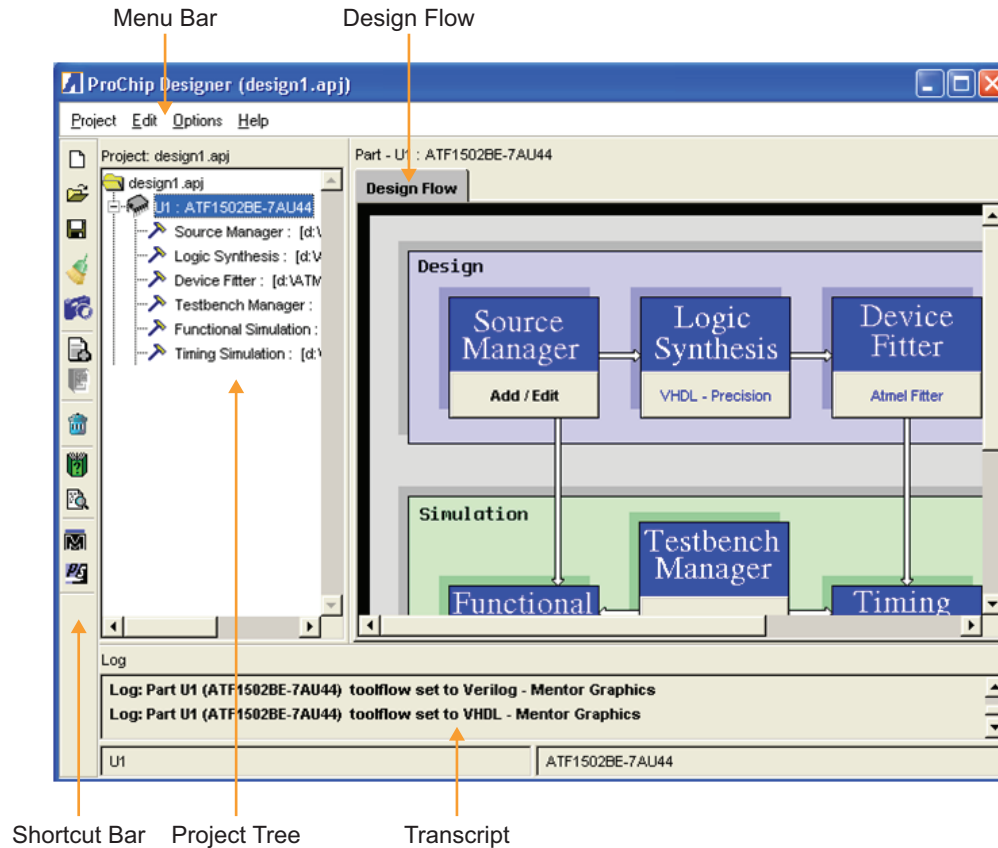 Menu Bar
Design Flow
ProChip Designer (design1.apj)
Project Edit Options Help
Project: design1.apj
design1.apj
U1 : ATF1502BE-7AU44
Source Manager : [d:\
Logic Synthesis : [d:\
Device Fitter : [d:\ATM
Testbench Manager :
Functional Simulation :
Timing Simulation : [d:\
Part - U1 : ATF1502BE-7AU44
Design Flow
Design
Source
Manager
Add / Edit
Logic
Synthesis
VHDL - Precision
Device
Fitter
Atmel Fitter
Simulation
Testbench
Manager
Functional
Timing
Log
Log: Part U1 (ATF1502BE-7AU44) toolflow set to Verilog - Mentor Graphics
Log: Part U1 (ATF1502BE-7AU44) toolflow set to VHDL - Mentor Graphics
U1
ATF1502BE-7AU44
Shortcut Bar
Project Tree
Transcript